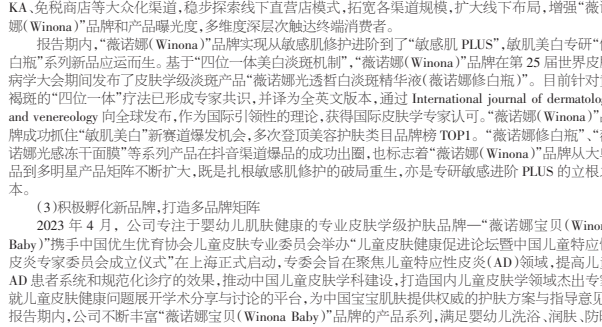 KA、免税商店等大众化渠道，稳步探索线下直营店模式，拓宽各渠道规模，扩大线下布局，增强“薇诺
娜(Winona)”品牌和产品曝光度，多维度深层次触达终端消费者。
报告期内，“薇诺娜(Winona)”品牌实现从敏感肌修护进阶到了“敏感肌 PLUS”，敏肌美白专研“修
白瓶”系列新品应运而生。基于“四位一体美白淡斑机制”，“薇诺娜(Winona)”品牌在第 25 届世界皮肤
病学大会期间发布了皮肤学级淡斑产品“薇诺娜光透皙白淡斑精华液(薇诺娜修白瓶)”。目前针对黄
褐斑的“四位一体”疗法已形成专家共识，并译为全英文版本，通过 International journal of dermatology
and venereology 向全球发布，作为国际引领性的理论，获得国际皮肤学专家认可。“薇诺娜(Winona)”品
牌成功抓住“敏肌美白”新赛道爆发机会，多次登顶美容护肤类目品牌榜 TOP1。“薇诺娜修白瓶”、“薇
诺娜光感冻干面膜”等系列产品在抖音渠道爆品的成功出圈，也标志着“薇诺娜(Winona)”品牌从大单
品到多明星产品矩阵不断扩大，既是扎根敏感肌修护的破局重生，亦是专研敏感进阶 PLUS 的立根之
本。
(3)积极孵化新品牌，打造多品牌矩阵
2023 年 4 月，公司专注于婴幼儿肌肤健康的专业皮肤学级护肤品牌—“薇诺娜宝贝(Winona
Baby)”携手中国优生优育协会儿童皮肤专业委员会举办“儿童皮肤健康促进论坛暨中国儿童特应性
皮炎专家委员会成立仪式”在上海正式启动，专委会旨在聚焦儿童特应性皮炎(AD)领域，提高儿童
AD 患者系统和规范化诊疗的效果，推动中国儿童皮肤学科建设，打造国内儿童皮肤学领域杰出专家
就儿童皮肤健康问题展开学术分享与讨论的平台，为中国宝宝肌肤提供权威的护肤方案与指导意见。
报告期内，公司不断丰富“薇诺娜宝贝(Winona Baby)”品牌的产品系列，满足婴幼儿洗浴、润肤、防晒